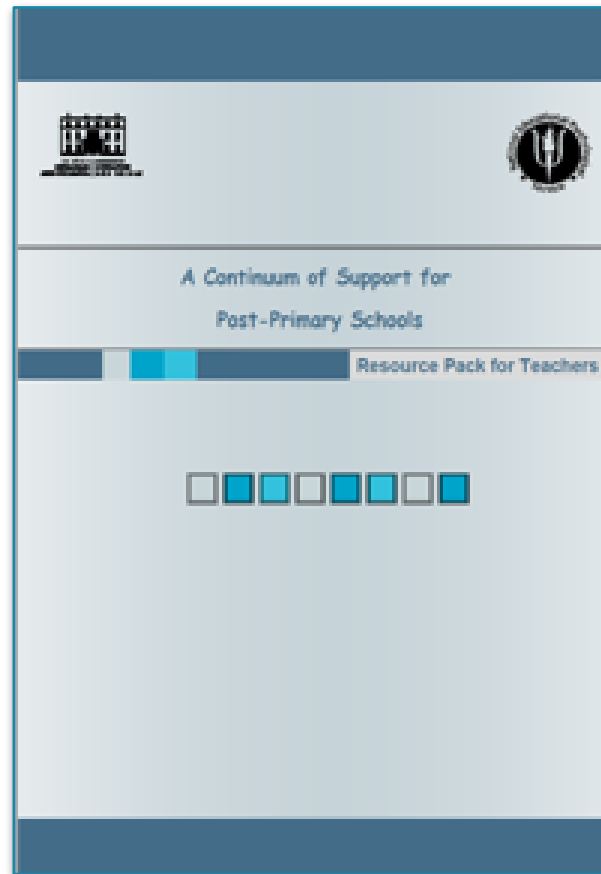 A Continuum of Support for
Post-Primary Schools
Resource Pack for Teachers